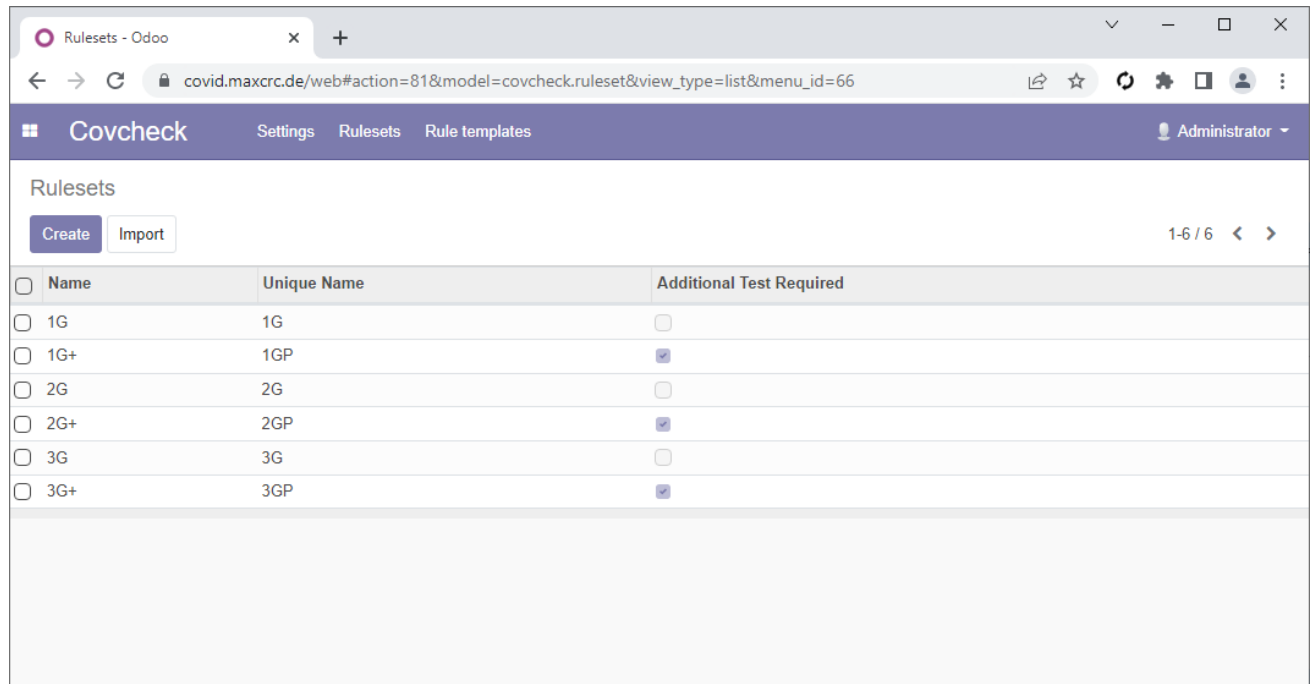 Rulesets - Odoo
covid.maxcrc.de/web#action=81&model=covcheck.ruleset&view_type=list&menu_id=66
Covcheck Settings Rulesets Rule templates Administrator
Rulesets
Create Import 1-6 / 6
Name Unique Name Additional Test Required
1G 1G
1G+ 1GP
2G 2G
2G+ 2GP
3G 3G
3G+ 3GP